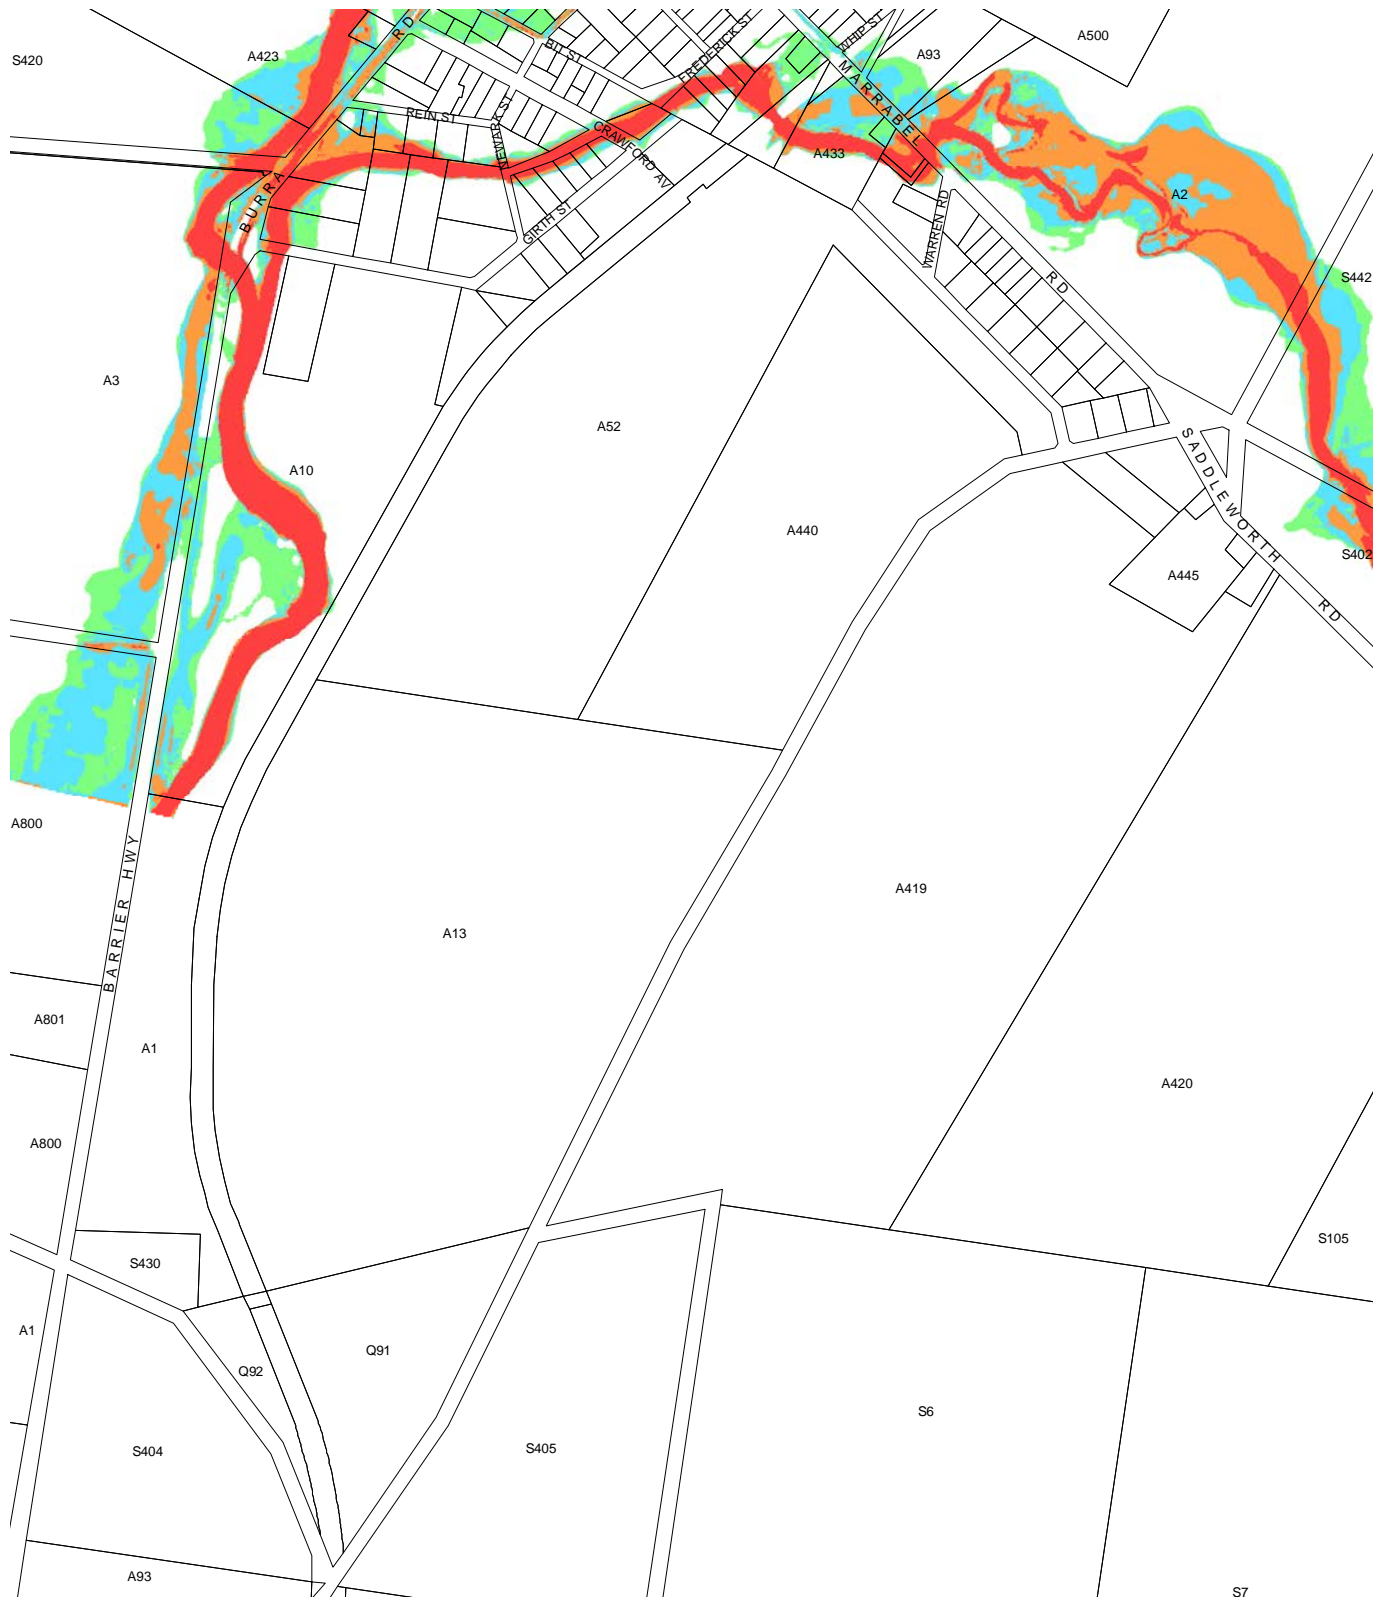 A500
S420
A423
A93
RD
BIT ST
FREDERICK ST
WHIP ST
MARRABEL
REIN ST
NEWARK ST
CRAWFORD AV
A433
A2
BURRA
GIRTH ST
WARREN RD
RD
S442
A3
A52
A10
SADDLEWORTH
A440
S402
A445
RD
A800
BARRIER HWY
A419
A13
A801
A1
A420
A800
S105
S430
A1
Q91
Q92
S6
S404
S405
A93
S7